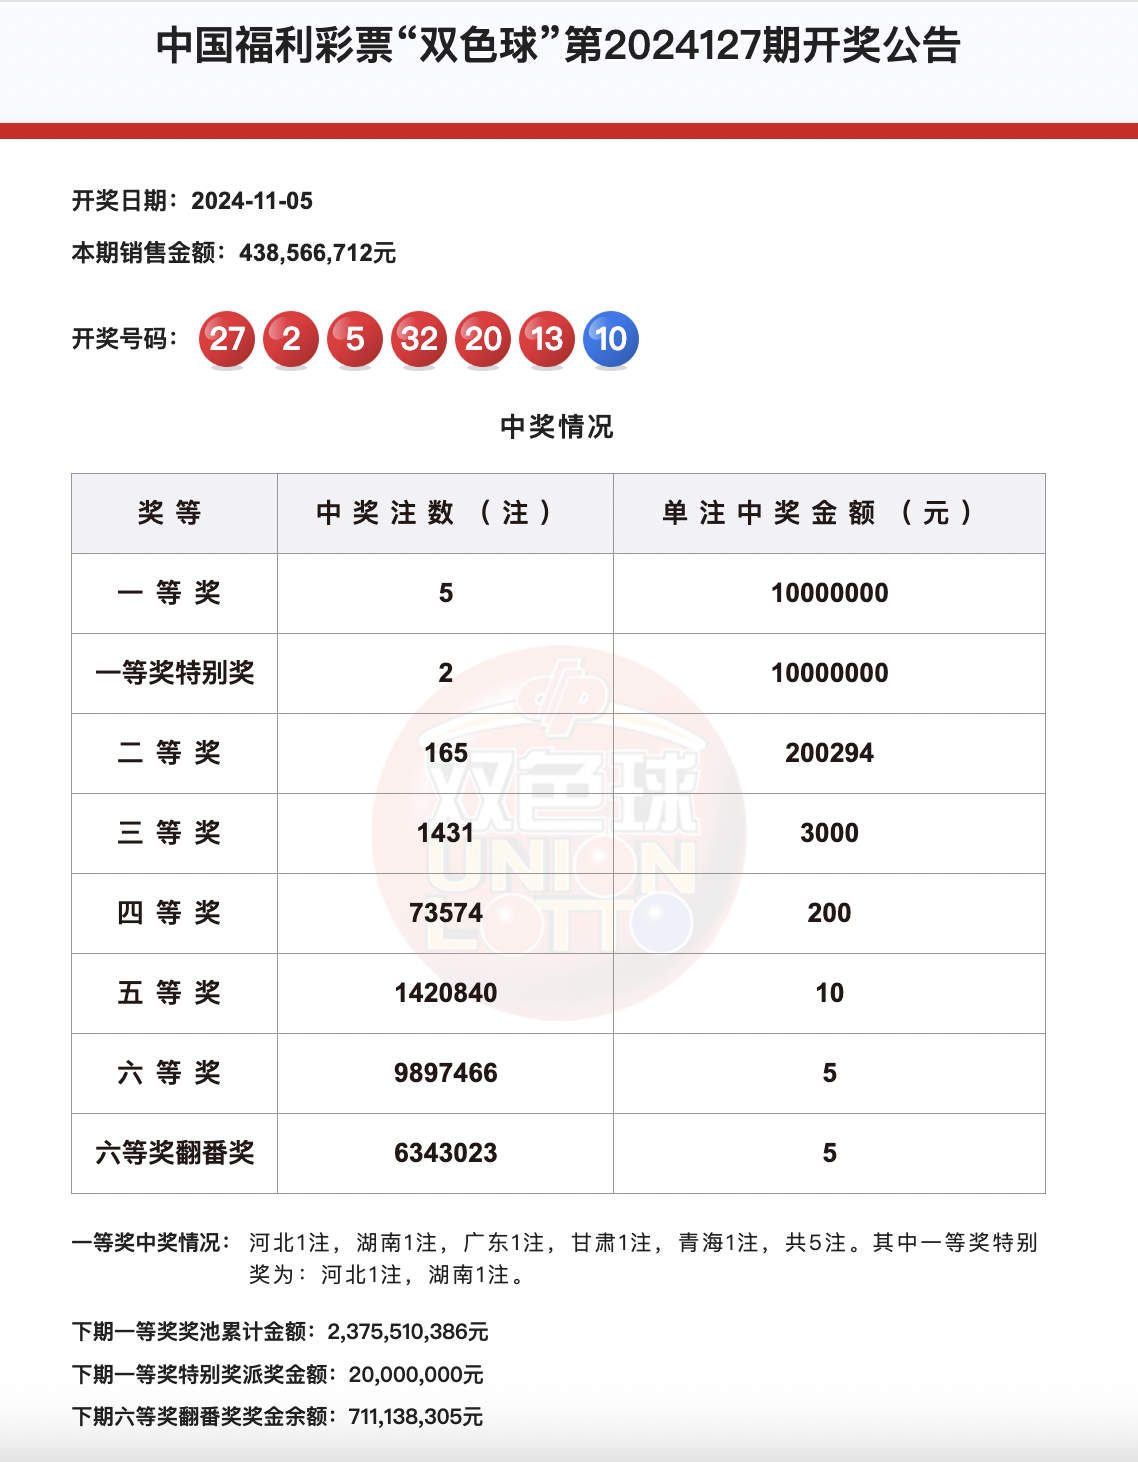 中国福利彩票“双色球”第2024127期开奖公告
开奖日期：2024-11-05
本期销售金额：438,566,712元
开奖号码： 27 2 5 32 20 13 10
中奖情况
奖等 中奖注数（注） 单注中奖金额（元）
一等奖 5 10000000
一等奖特别奖 2 10000000
二等奖 165 200294
三等奖 1431 3000
四等奖 73574 200
五等奖 1420840 10
六等奖 9897466 5
六等奖翻番奖 6343023 5
双色球
UNION
LOTTO
一等奖中奖情况： 河北1注，湖南1注，广东1注，甘肃1注，青海1注，共5注。其中一等奖特别
奖为：河北1注，湖南1注。
下期一等奖奖池累计金额：2,375,510,386元
下期一等奖特别奖派奖金额：20,000,000元
下期六等奖翻番奖奖金余额：711,138,305元